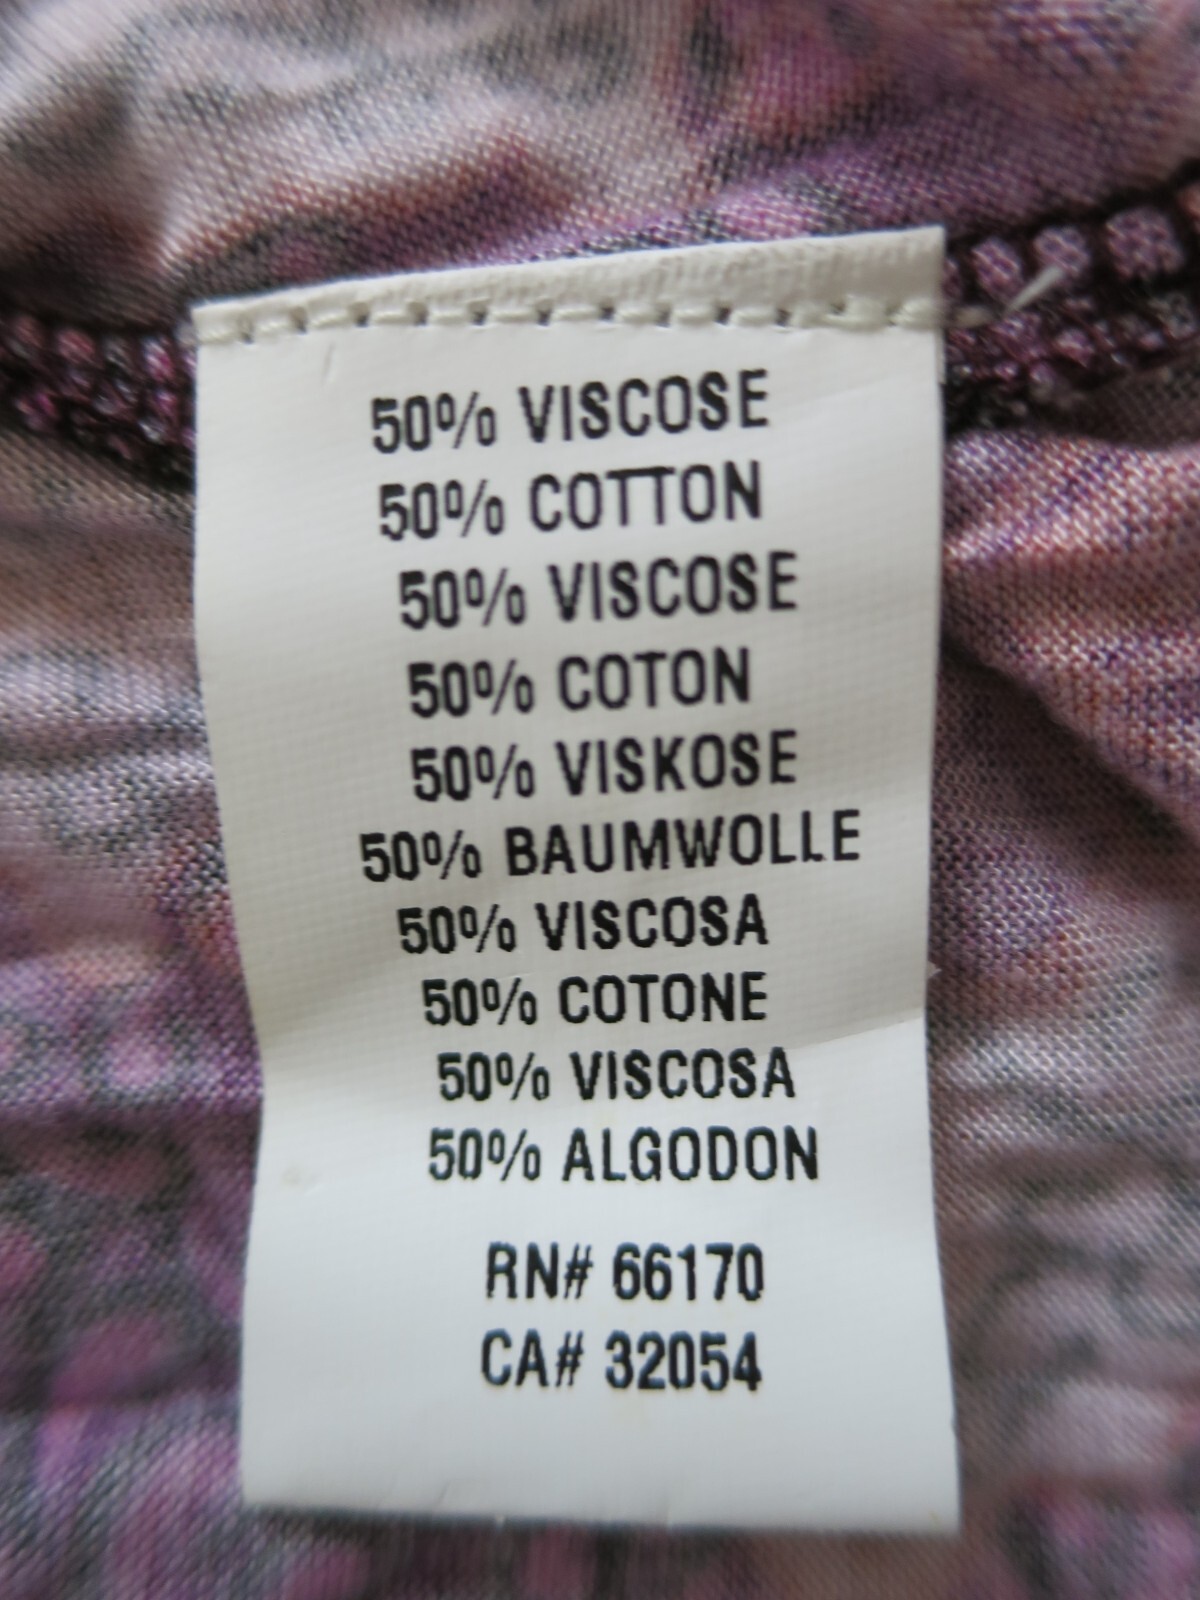 50% VISCOSE
50% COTTON
50% VISCOSE
50% COTON
50% VISKOSE
50% BAUMWOLLE
50% VISCOSA
50% COTONE
50% VISCOSA
50% ALGODON
RN# 66170
CA# 32054